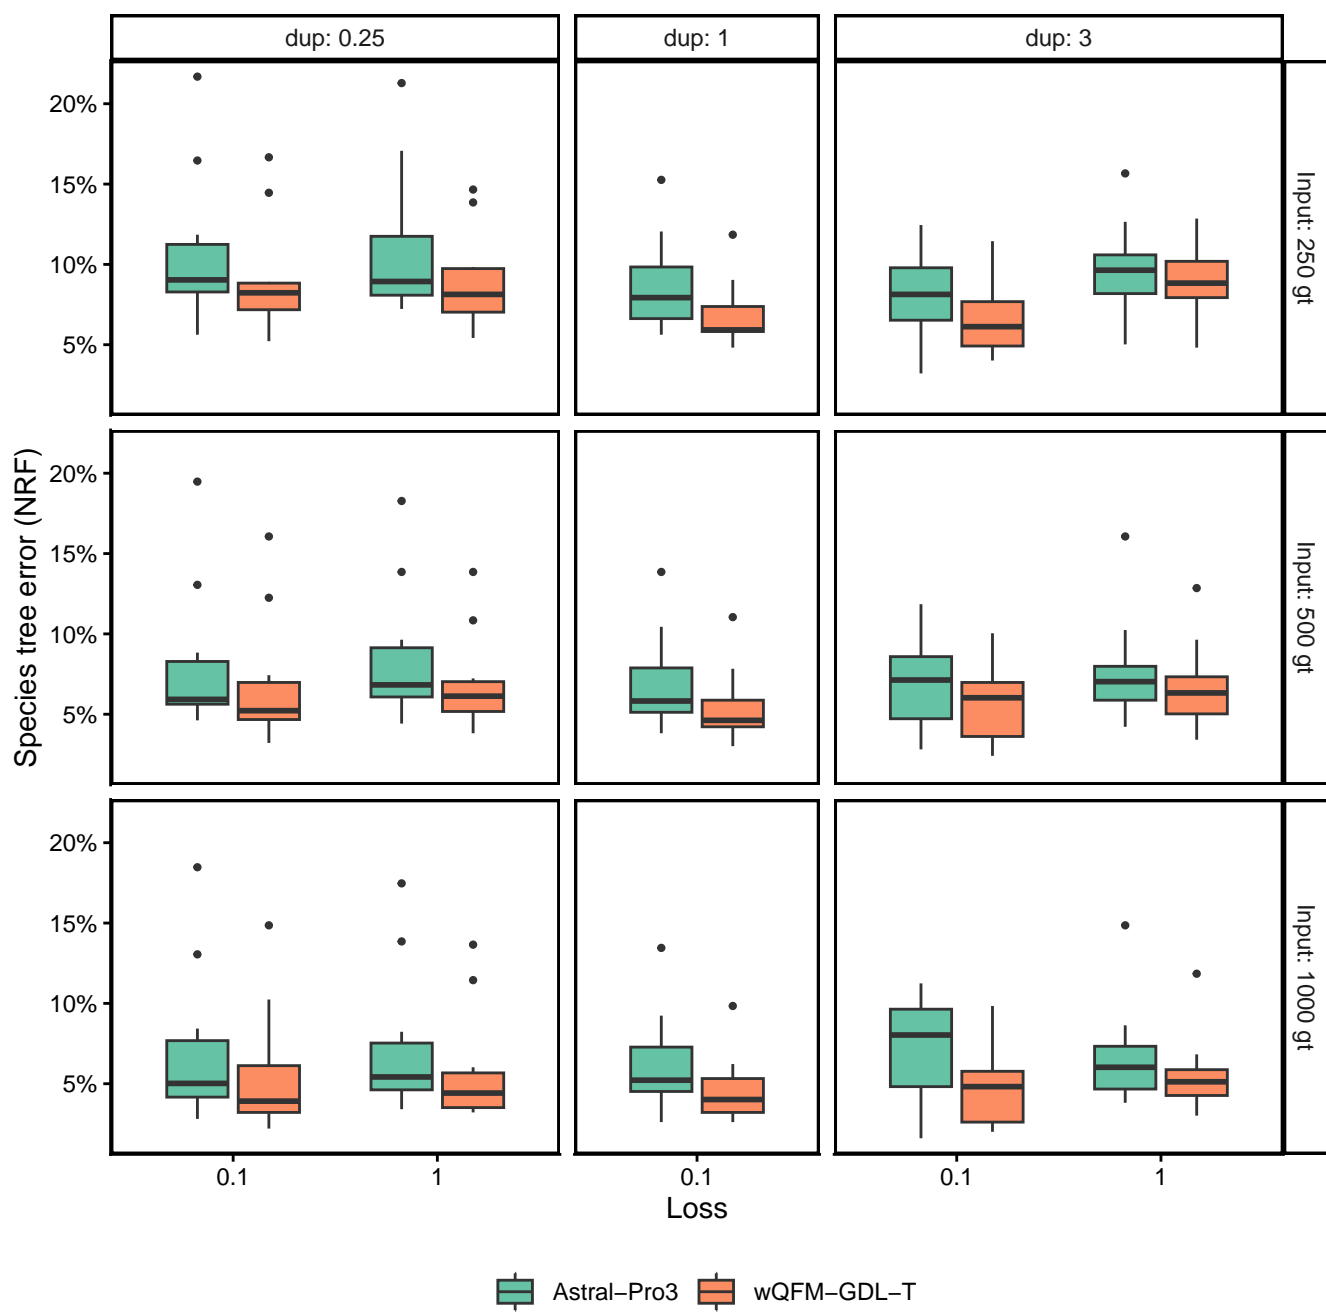 dup: 0.25
dup: 1
dup: 3
20%
15%
10%
5%
Input: 250 gt
Species tree error (NRF)
20%
15%
10%
5%
Input: 500 gt
20%
15%
10%
5%
Input: 1000 gt
0.1
1
0.1
0.1
1
Loss
Astral−Pro3
wQFM−GDL−T